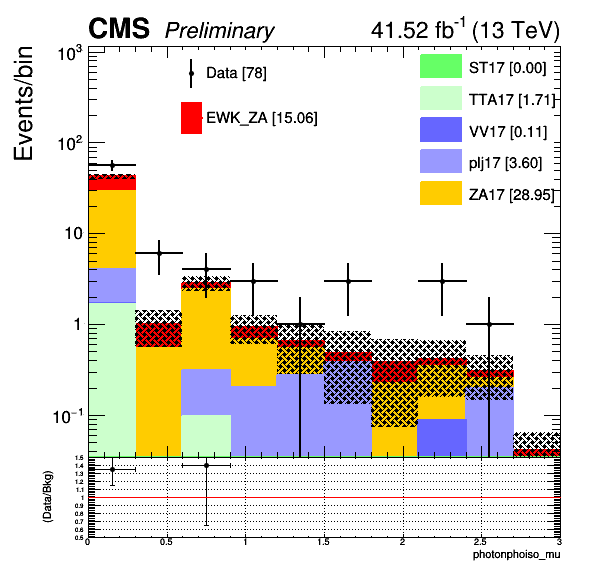 CMS Preliminary 41.52 fb⁻¹ (13 TeV)
Events/bin
10³
10²
10
1
10⁻¹
Data [78]
EWK_ZA [15.06]
ST17 [0.00]
TTA17 [1.71]
VV17 [0.11]
plj17 [3.60]
ZA17 [28.95]
(Data/Bkg)
1.5
1.4
1.3
1.2
1.1
1
0.9
0.8
0.7
0.6
0.5
0 0.5 1 1.5 2 2.5 3
photonphoiso_mu